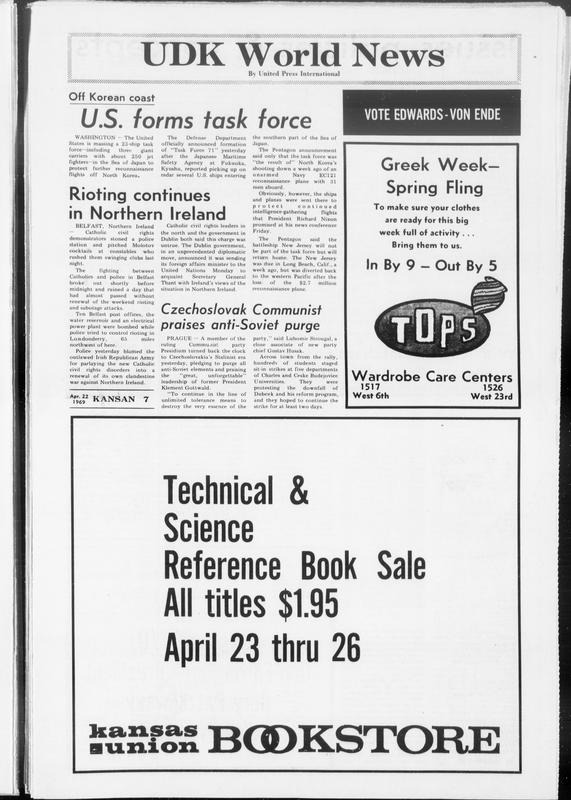 UDK World News
By United Press International
Off Korean coast
U.S. forms task force
WASHINGTON — The United
States is massing a 23-ship task
force—including three giant
carriers with about 250 jet
fighters—in the Sea of Japan to
protect further reconnaissance
flights off North Korea.
The Defense Department
officially announced formation
of "Task Force 71" yesterday
after the Japanese Maritime
Safety Agency at Fukuoka,
Kyushu, reported picking up on
radar several U.S. ships entering
the southern part of the Sea of
Japan.
The Pentagon announcement
said only that the task force was
"the result of" North Korea's
shooting down a week ago of an
unarmed Navy EC121
reconnaissance plane with 31
men aboard.
Obviously, however, the ships
and planes were sent there to
protect continued
intelligence-gathering flights
that President Richard Nixon
promised at his news conference
Friday.
The Pentagon said the
battleship New Jersey will not
be part of the task force but will
return home. The New Jersey
was due in Long Beach, Calif., a
week ago, but was diverted back
to the western Pacific after the
loss of the $2.7 million
reconnaissance plane.
Rioting continues
in Northern Ireland
BELFAST, Northern Ireland
— Catholic civil rights
demonstrators stoned a police
station and pitched Molotov
cocktails at constables who
rushed them swinging clubs last
night.
The fighting between
Catholics and police in Belfast
broke out shortly before
midnight and ruined a day that
had almost passed without
renewal of the weekend rioting
and sabotage attacks.
Ten Belfast post offices, the
water reservoir and an electrical
power plant were bombed while
police tried to control rioting in
Londonderry, 65 miles
northwest of here.
Police yesterday blamed the
outlawed Irish Republican Army
for parlaying the new Catholic
civil rights disorders into a
renewal of its own clandestine
war against Northern Ireland.
Catholic civil rights leaders in
the north and the government in
Dublin both said this charge was
untrue. The Dublin government,
in an unprecedented diplomatic
move, announced it was sending
its foreign affairs minister to the
United Nations Monday to
acquaint Secretary General
Thant with Ireland's views of the
situation in Northern Ireland.
Czechoslovak Communist
praises anti-Soviet purge
PRAGUE — A member of the
ruling Communist party
Presidium turned back the clock
to Czechoslovakia's Stalinist era
yesterday, pledging to purge all
anti-Soviet elements and praising
the "great, unforgettable"
leadership of former President
Klement Gottwald.
"To continue in the line of
unlimited tolerance means to
destroy the very essence of the
party," said Lubomir Strougal, a
close associate of new party
chief Gustav Husak.
Across town from the rally,
hundreds of students staged
sit-in strikes at five departments
of Charles and Ceske Budejovice
Universities. They were
protesting the downfall of
Dubcek and his reform program,
and they hoped to continue the
strike for at least two days.
Apr. 22
1969 KANSAN 7
VOTE EDWARDS-VON ENDE
Greek Week—
Spring Fling
To make sure your clothes
are ready for this big
week full of activity . . .
Bring them to us.
In By 9 – Out By 5
TOPS
Wardrobe Care Centers
1517 1526
West 6th West 23rd
Technical &
Science
Reference Book Sale
All titles $1.95
April 23 thru 26
kansas
union BOOKSTORE